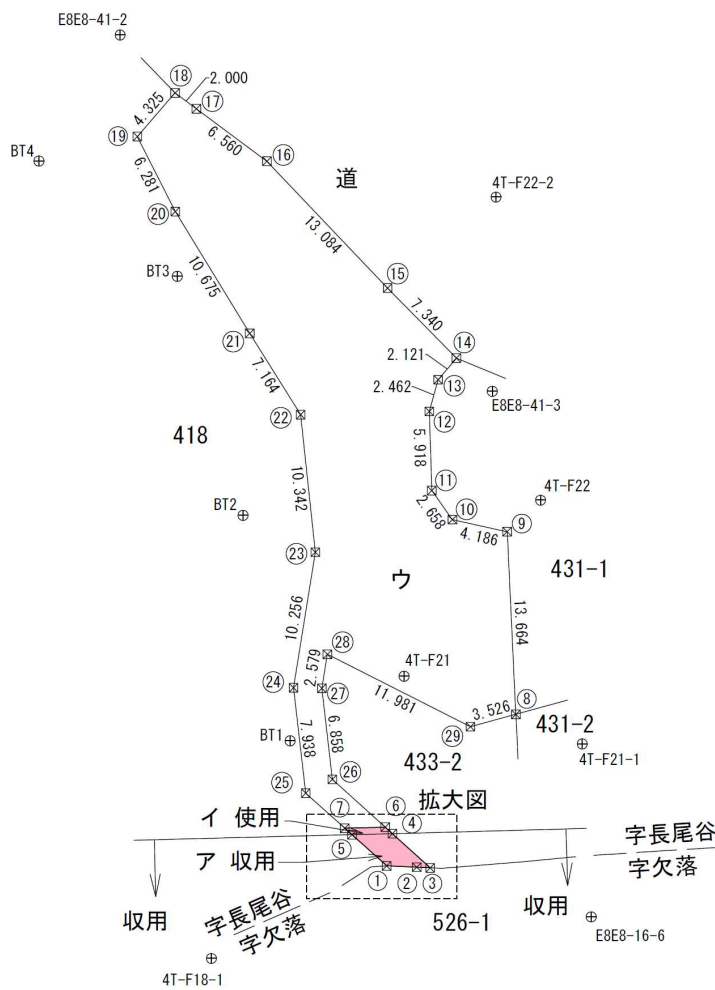 E8E8-41-2
⑱
2.000
⑰
4.325
⑲
6.560
⑯
BT4
6.281
道
4T-F22-2
⑳
13.084
BT3
10.675
⑮
㉑
7.340
⑭
7.164
2.121
⑬
2.462
E8E8-41-3
㉒
⑫
418
5.918
⑪
4T-F22
10.342
2.658
⑩
⑨
BT2
4.186
㉓
ウ
431-1
10.256
13.664
㉘
4T-F21
2.579
㉔
㉗
11.981
⑧
3.526
431-2
BT1
7.938
6.858
㉙
4T-F21-1
433-2
㉖
㉕
拡大図
⑦
⑥
イ 使用
④
字長尾谷
⑤
ア 収用
字欠落
①
②
③
収用
字長尾谷
収用
字欠落
526-1
E8E8-16-6
4T-F18-1